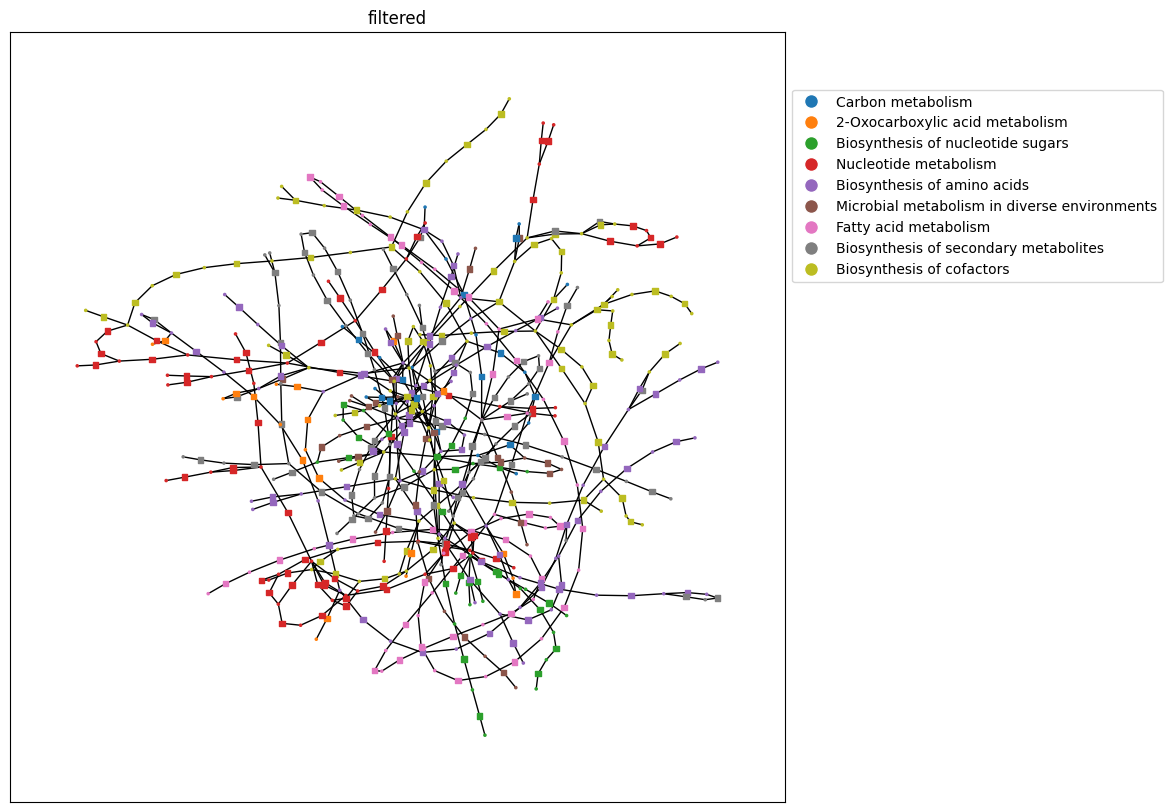 filtered
Carbon metabolism
2-Oxocarboxylic acid metabolism
Biosynthesis of nucleotide sugars
Nucleotide metabolism
Biosynthesis of amino acids
Microbial metabolism in diverse environments
Fatty acid metabolism
Biosynthesis of secondary metabolites
Biosynthesis of cofactors